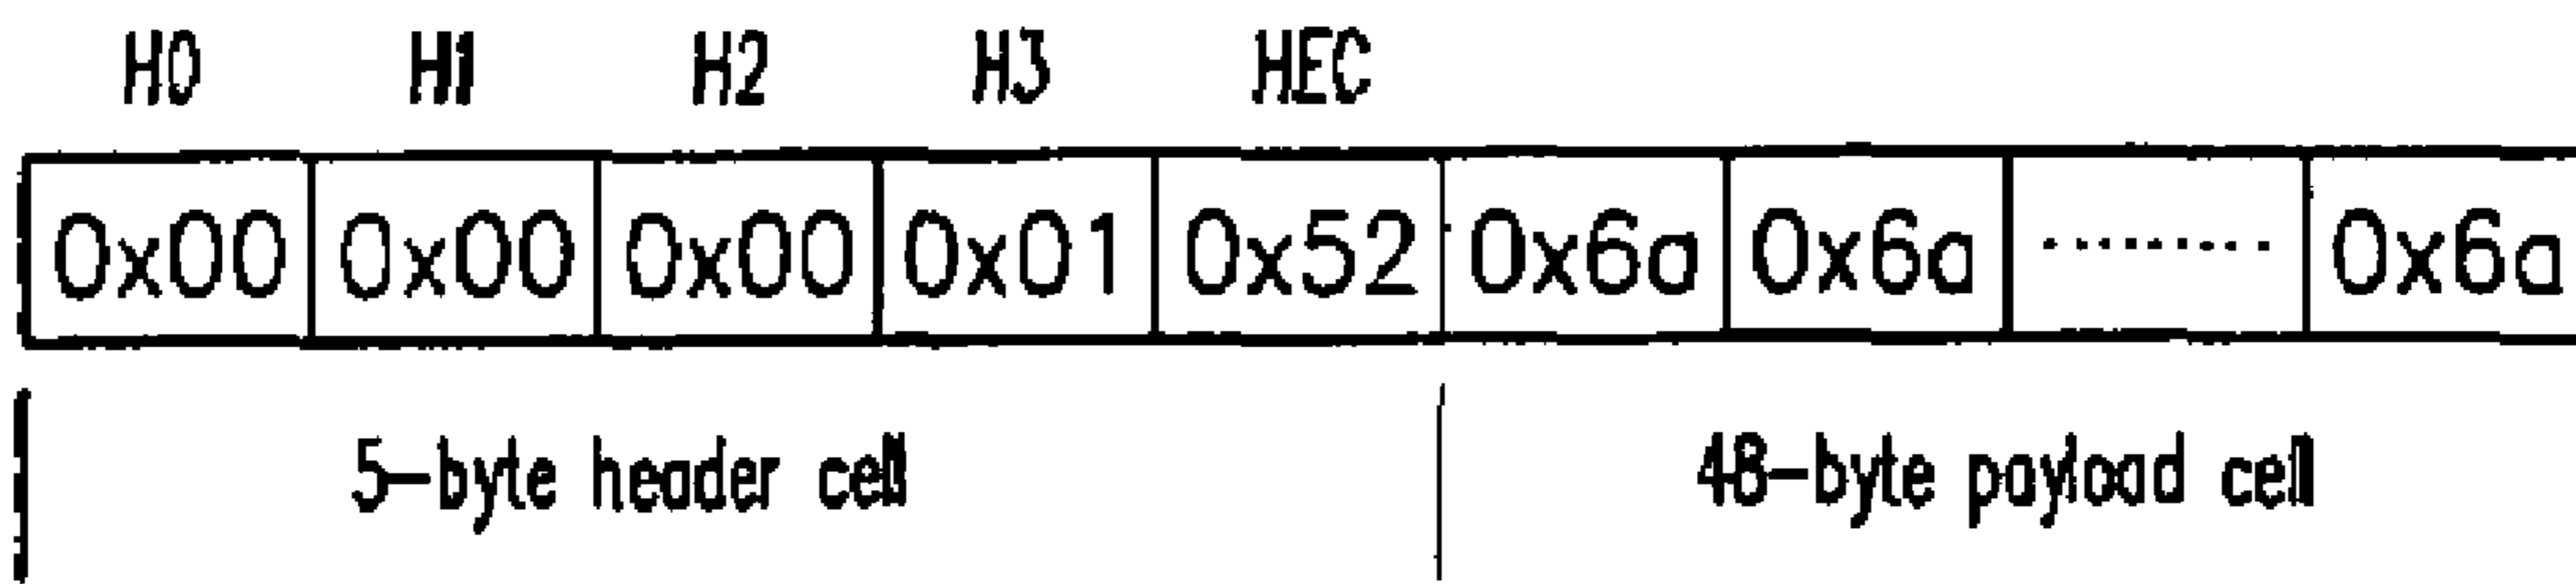 H0 H1 H2 H3 HEC
0x00 0x00 0x00 0x01 0x52 0x6a 0x6a ......... 0x6a
5-byte header cell 48-byte payload cell